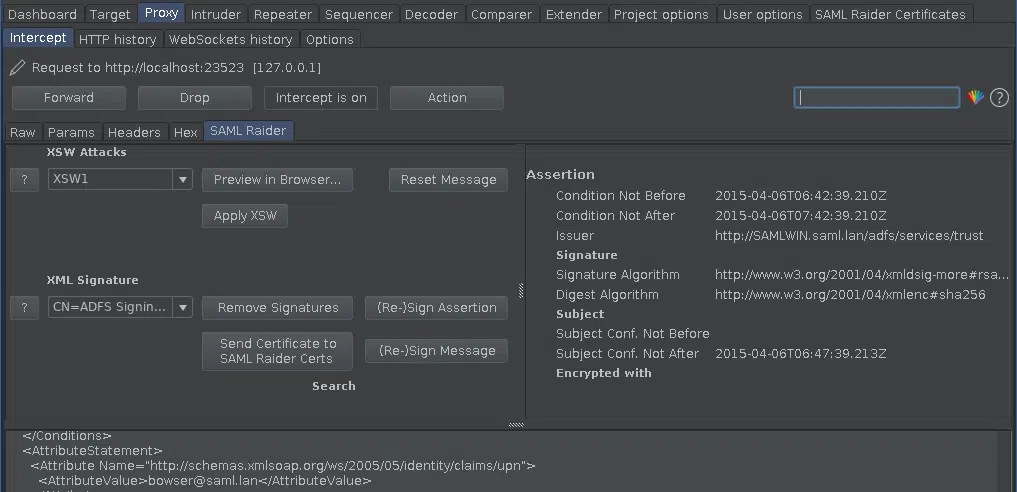 Dashboard Target Proxy Intruder Repeater Sequencer Decoder Comparer Extender Project options User options SAML Raider Certificates
Intercept HTTP history WebSockets history Options
Request to http://localhost:23523 [127.0.0.1]
Forward Drop Intercept is on Action ?
Raw Params Headers Hex SAML Raider
XSW Attacks
? XSW1 Preview in Browser... Reset Message
Apply XSW
XML Signature
? CN=ADFS Signin... Remove Signatures (Re-)Sign Assertion
Send Certificate to
SAML Raider Certs
(Re-)Sign Message
Search
Assertion
Condition Not Before 2015-04-06T06:42:39.210Z
Condition Not After 2015-04-06T07:42:39.210Z
Issuer http://SAMLWIN.saml.lan/adfs/services/trust
Signature
Signature Algorithm http://www.w3.org/2001/04/xmldsig-more#rsa...
Digest Algorithm http://www.w3.org/2001/04/xmlenc#sha256
Subject
Subject Conf. Not Before
Subject Conf. Not After 2015-04-06T06:47:39.213Z
Encrypted with
</Conditions>
<AttributeStatement>
<Attribute Name="http://schemas.xmlsoap.org/ws/2005/05/identity/claims/upn">
<AttributeValue>bowser@saml.lan</AttributeValue>